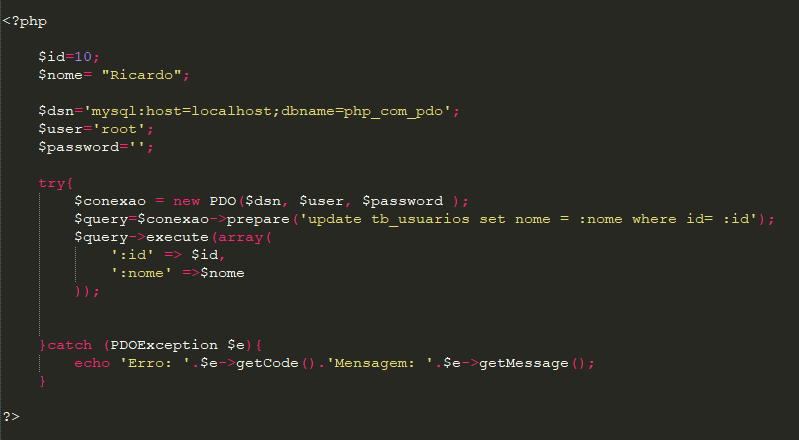 <?php
$id=10;
$nome= "Ricardo";
$dsn='mysql:host=localhost;dbname=php_com_pdo';
$user='root';
$password='';
try{
$conexao = new PDO($dsn, $user, $password );
$query=$conexao->prepare('update tb_usuarios set nome = :nome where id= :id');
$query->execute(array(
':id' => $id,
':nome' =>$nome
));
}catch (PDOException $e){
echo 'Erro: '.$e->getCode().'Mensagem: '.$e->getMessage();
}
?>